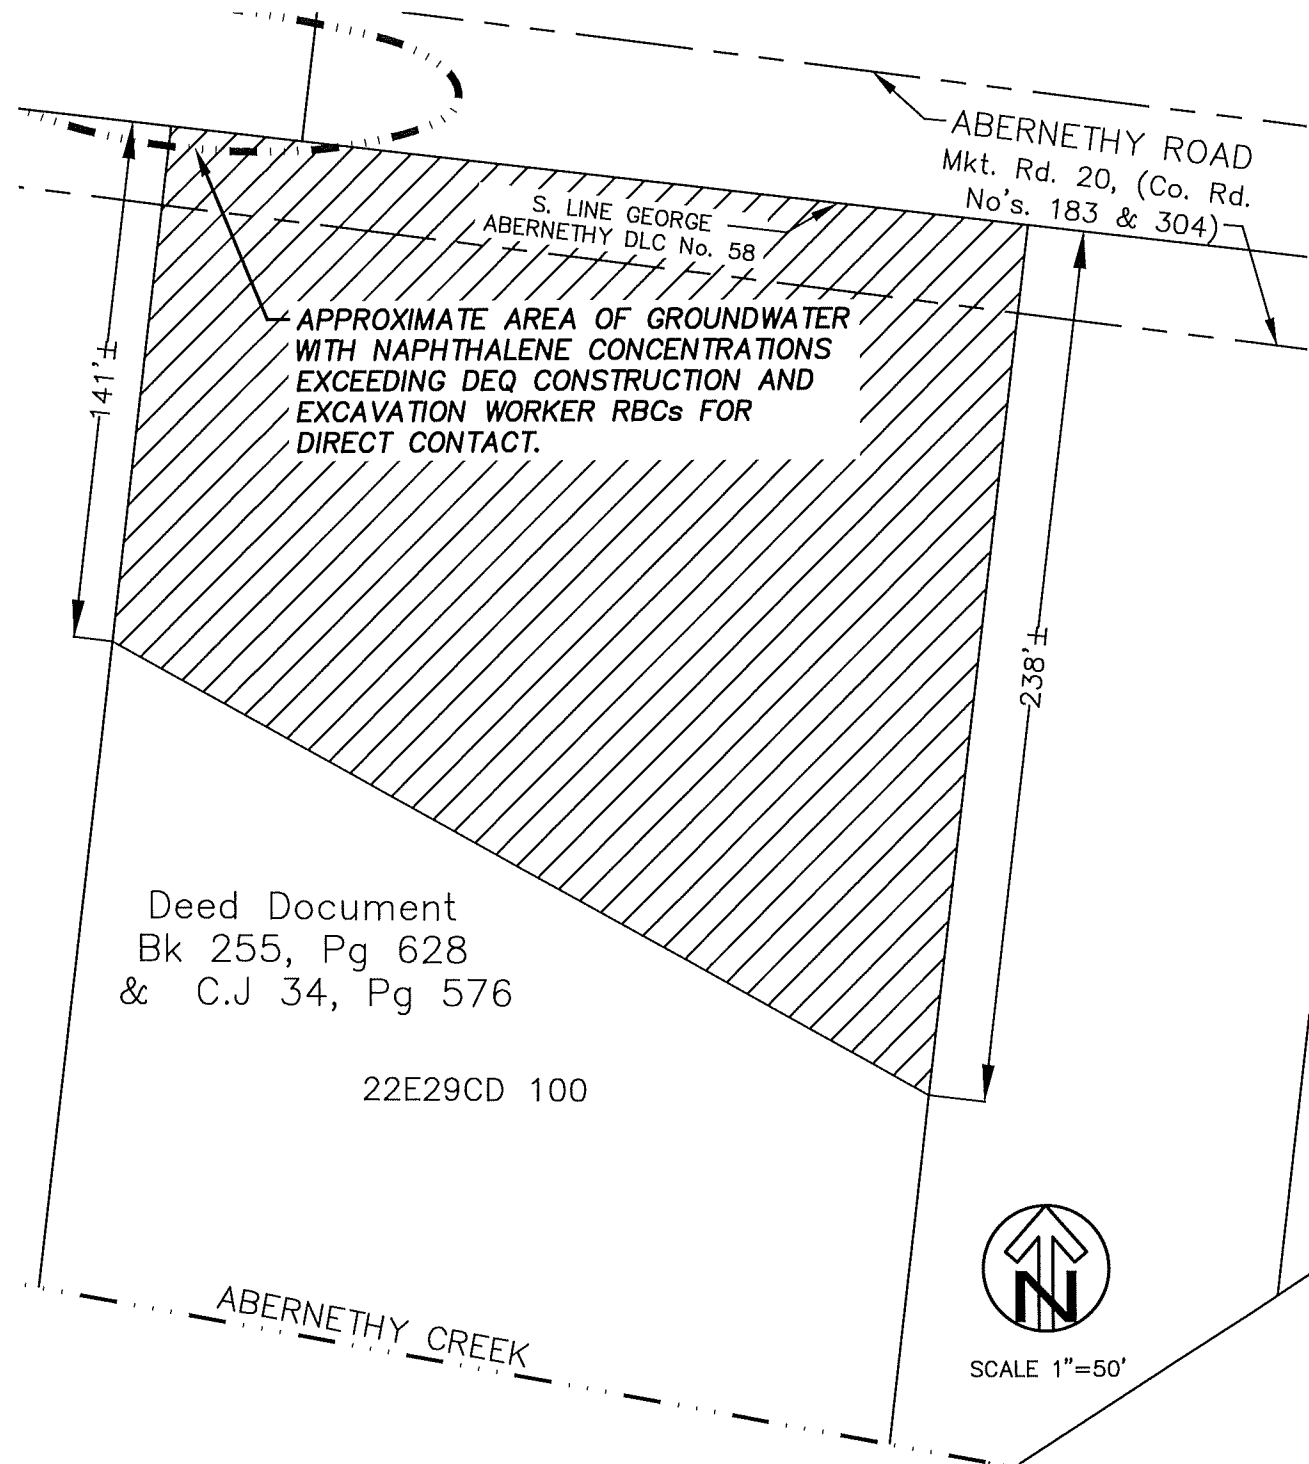 ABERNETHY ROAD
Mkt. Rd. 20, (Co. Rd.
No's. 183 & 304)
S. LINE GEORGE
ABERNETHY DLC No. 58
APPROXIMATE AREA OF GROUNDWATER
WITH NAPHTHALENE CONCENTRATIONS
EXCEEDING DEQ CONSTRUCTION AND
EXCAVATION WORKER RBCs FOR
DIRECT CONTACT.
141'±
238'±
Deed Document
Bk 255, Pg 628
& C.J 34, Pg 576
22E29CD 100
N
SCALE 1"=50'
ABERNETHY CREEK